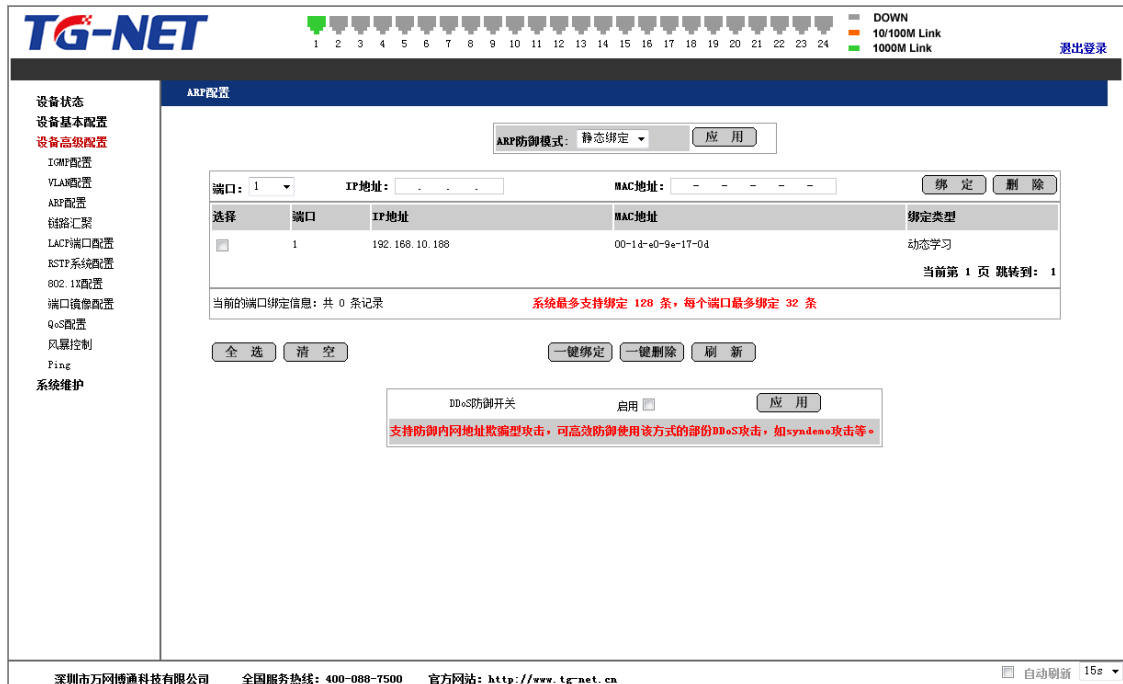 TG-NET
1 2 3 4 5 6 7 8 9 10 11 12 13 14 15 16 17 18 19 20 21 22 23 24
DOWN
10/100M Link
1000M Link
退出登录
设备状态
设备基本配置
设备高级配置
IGMP配置
VLAN配置
ARP配置
链路汇聚
LACP端口配置
RSTP系统配置
802.1X配置
端口镜像配置
QoS配置
风暴控制
Ping
系统维护
ARP配置
ARP防御模式: 静态绑定 应 用
端口: 1 IP地址: . . . MAC地址: - - - - - 绑 定 删 除
选择 端口 IP地址 MAC地址 绑定类型
1 192.168.10.188 00-1d-e0-9e-17-0d 动态学习
当前第 1 页 跳转到: 1
当前的端口绑定信息: 共 0 条记录 系统最多支持绑定 128 条,每个端口最多绑定 32 条
全 选 清 空 一键绑定 一键删除 刷 新
DDoS防御开关 启用 应 用
支持防御内网地址欺骗型攻击,可高效防御使用该方式的部份DDoS攻击,如syndemo攻击等。
深圳市万网博通科技有限公司 全国服务热线: 400-088-7500 官方网站: http://www.tg-net.cn
自动刷新 15s